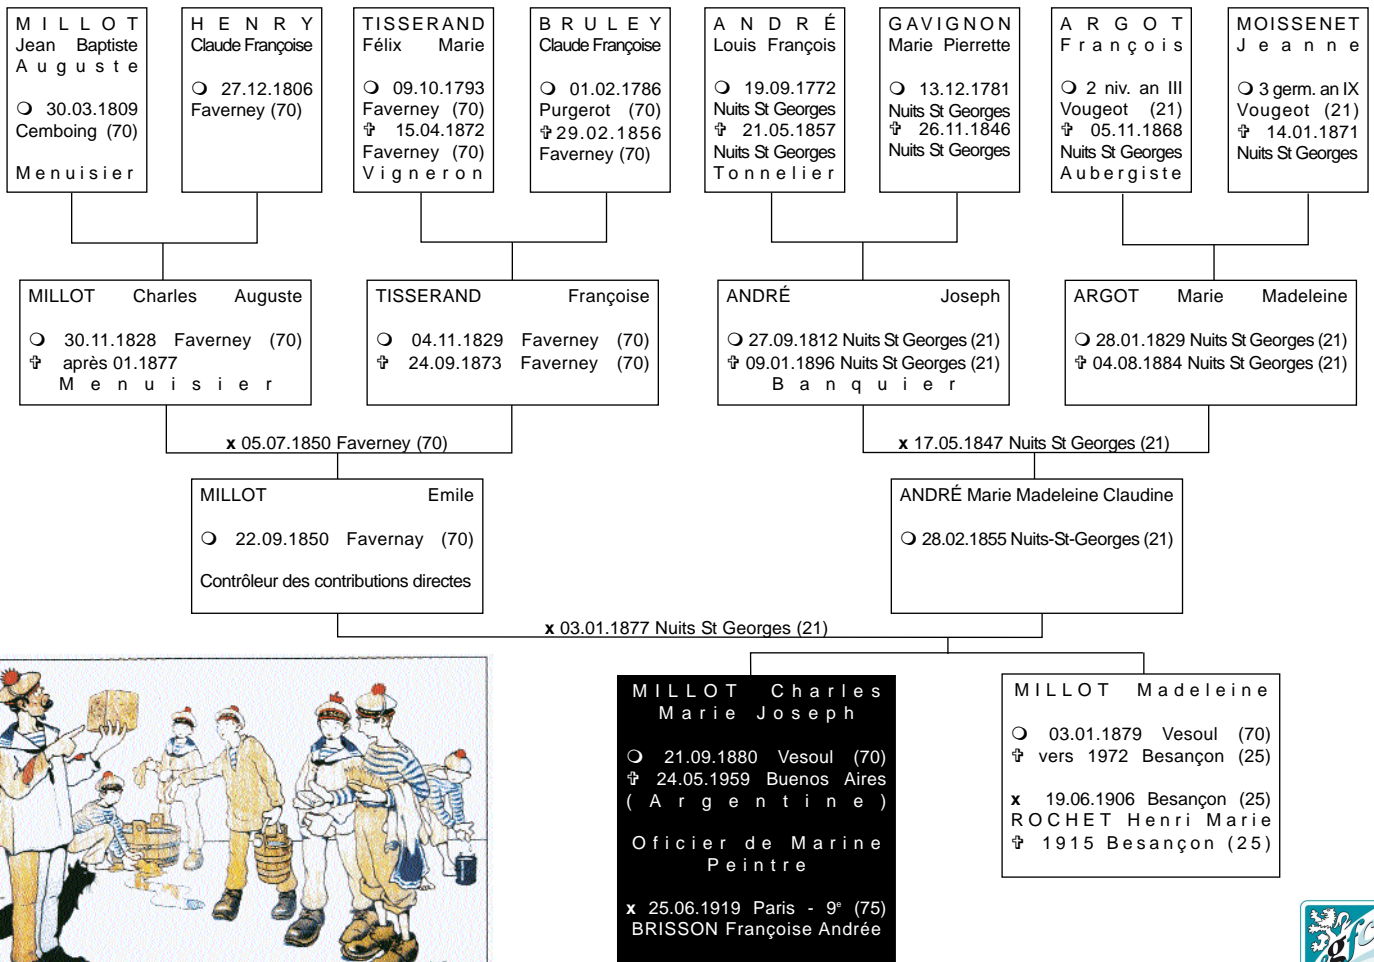 MILLOT
Jean Baptiste
Auguste
❍ 30.03.1809
Cemboing (70)
Menuisier
HENRY
Claude Françoise
❍ 27.12.1806
Faverney (70)
TISSERAND
Félix Marie
❍ 09.10.1793
Faverney (70)
✞ 15.04.1872
Faverney (70)
Vigneron
BRULEY
Claude Françoise
❍ 01.02.1786
Purgerot (70)
✞ 29.02.1856
Faverney (70)
ANDRÉ
Louis François
❍ 19.09.1772
Nuits St Georges
✞ 21.05.1857
Nuits St Georges
Tonnelier
GAVIGNON
Marie Pierrette
❍ 13.12.1781
Nuits St Georges
✞ 26.11.1846
Nuits St Georges
ARGOT
François
❍ 2 niv. an III
Vougeot (21)
✞ 05.11.1868
Nuits St Georges
Aubergiste
MOISSENET
Jeanne
❍ 3 germ. an IX
Vougeot (21)
✞ 14.01.1871
Nuits St Georges
MILLOT Charles Auguste
❍ 30.11.1828 Faverney (70)
✞ après 01.1877
Menuisier
TISSERAND Françoise
❍ 04.11.1829 Faverney (70)
✞ 24.09.1873 Faverney (70)
ANDRÉ Joseph
❍ 27.09.1812 Nuits St Georges (21)
✞ 09.01.1896 Nuits St Georges (21)
Banquier
ARGOT Marie Madeleine
❍ 28.01.1829 Nuits St Georges (21)
✞ 04.08.1884 Nuits St Georges (21)
x 05.07.1850 Faverney (70)
x 17.05.1847 Nuits St Georges (21)
MILLOT Emile
❍ 22.09.1850 Favernay (70)
Contrôleur des contributions directes
ANDRÉ Marie Madeleine Claudine
❍ 28.02.1855 Nuits-St-Georges (21)
x 03.01.1877 Nuits St Georges (21)
MILLOT Charles
Marie Joseph
❍ 21.09.1880 Vesoul (70)
✞ 24.05.1959 Buenos Aires
(Argentine)
Oficier de Marine
Peintre
x 25.06.1919 Paris - 9e (75)
BRISSON Françoise Andrée
MILLOT Madeleine
❍ 03.01.1879 Vesoul (70)
✞ vers 1972 Besançon (25)
x 19.06.1906 Besançon (25)
ROCHET Henri Marie
✞ 1915 Besançon (25)